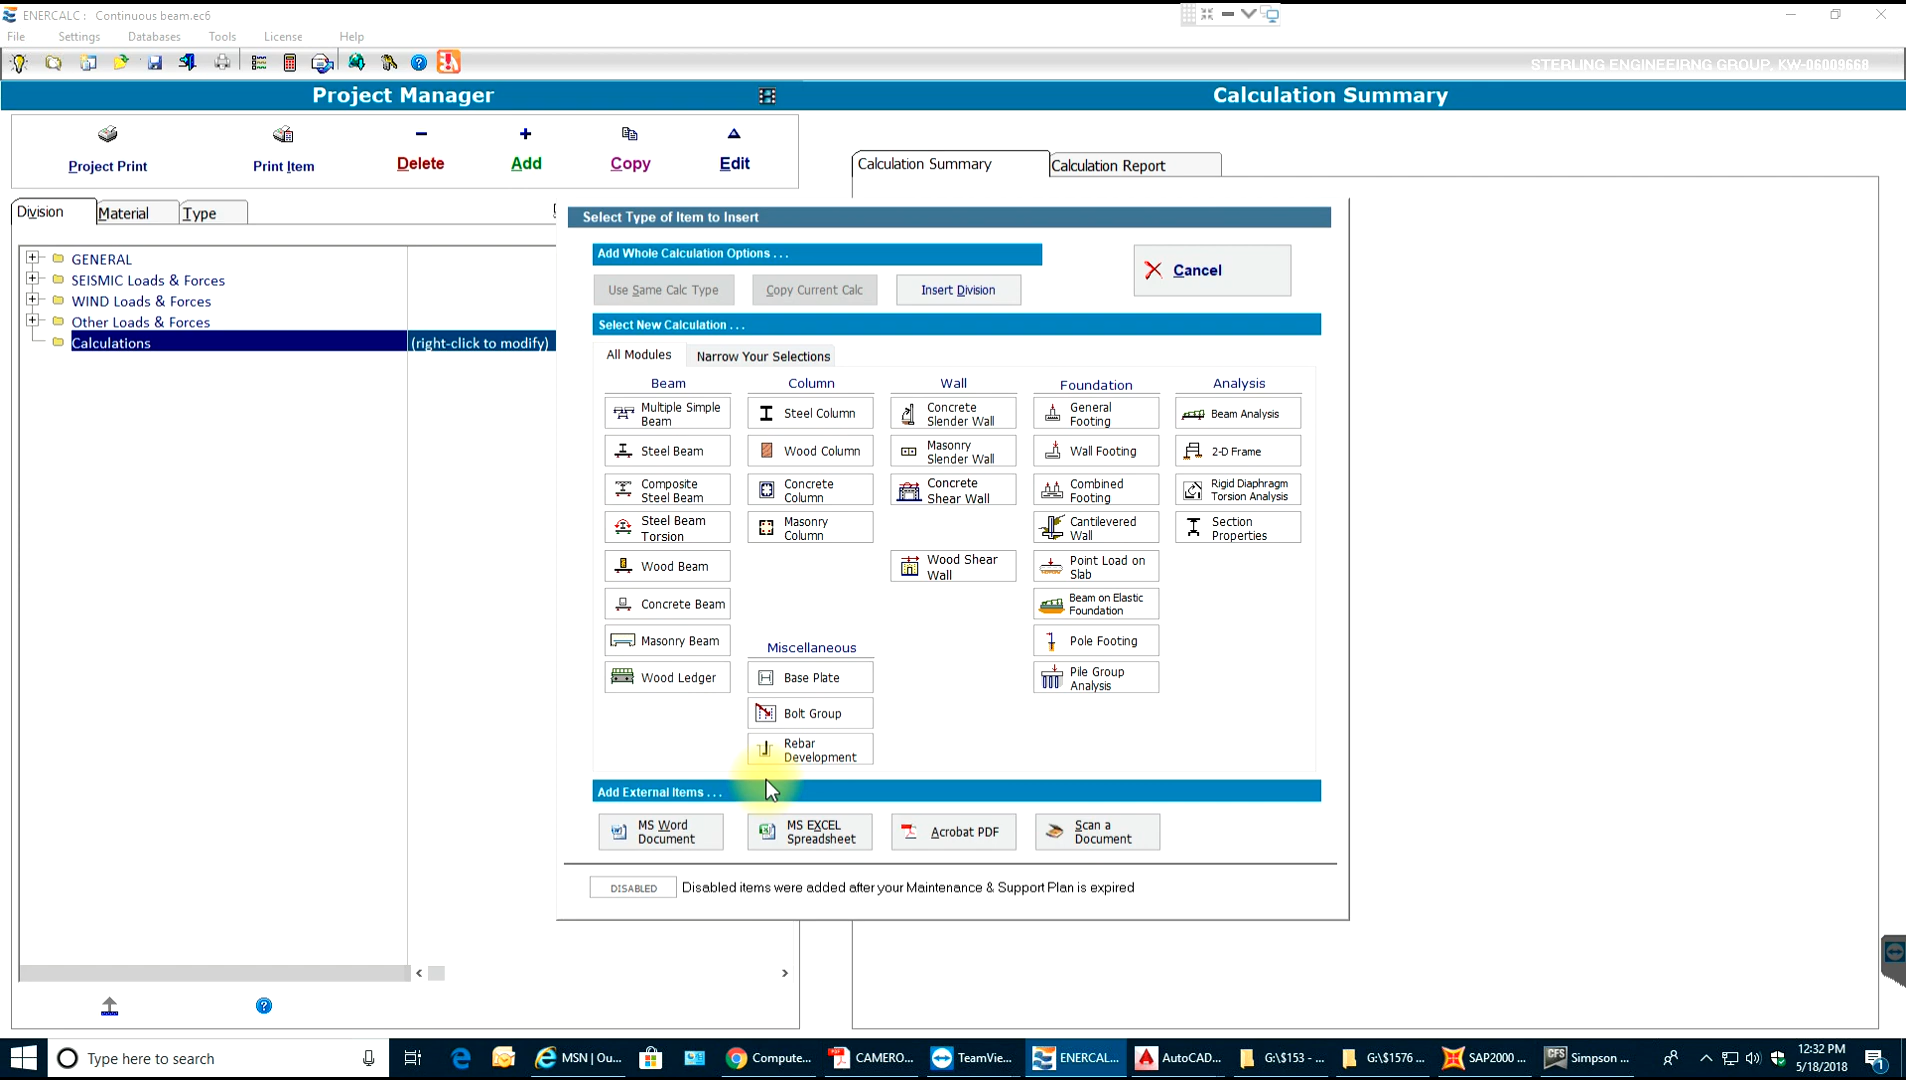 ENERCALC : Continuous beam.ec6
File Settings Databases Tools License Help
STERLING ENGINEEIRNG GROUP, KW-06009668
Project Manager
Calculation Summary
Project Print
Print Item
Delete
Add
Copy
Edit
Calculation Summary
Calculation Report
Division
Material
Type
GENERAL
SEISMIC Loads & Forces
WIND Loads & Forces
Other Loads & Forces
Calculations
(right-click to modify)
Select Type of Item to Insert
Add Whole Calculation Options . . .
Cancel
Use Same Calc Type
Copy Current Calc
Insert Division
Select New Calculation . . .
All Modules
Narrow Your Selections
Beam
Multiple Simple
Beam
Steel Beam
Composite
Steel Beam
Steel Beam
Torsion
Wood Beam
Concrete Beam
Masonry Beam
Wood Ledger
Column
Steel Column
Wood Column
Concrete
Column
Masonry
Column
Miscellaneous
Base Plate
Bolt Group
Rebar
Development
Wall
Concrete
Slender Wall
Masonry
Slender Wall
Concrete
Shear Wall
Wood Shear
Wall
Foundation
General
Footing
Wall Footing
Combined
Footing
Cantilevered
Wall
Point Load on
Slab
Beam on Elastic
Foundation
Pole Footing
Pile Group
Analysis
Analysis
Beam Analysis
2-D Frame
Rigid Diaphragm
Torsion Analysis
Section
Properties
Add External Items . . .
MS Word
Document
MS EXCEL
Spreadsheet
Acrobat PDF
Scan a
Document
DISABLED
Disabled items were added after your Maintenance & Support Plan is expired
Type here to search
MSN | Ou...
Compute...
CAMERO...
TeamVie...
ENERCAL...
AutoCAD...
G:\$153 - ...
G:\$1576 ...
SAP2000 ...
CFS
Simpson ...
12:32 PM
5/18/2018
1